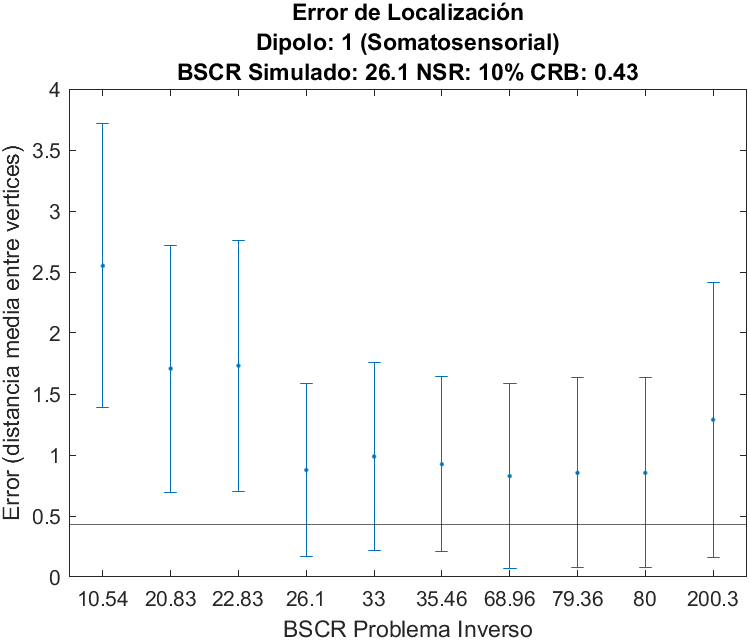 Error de Localización
Dipolo: 1 (Somatosensorial)
BSCR Simulado: 26.1 NSR: 10% CRB: 0.43
Error (distancia media entre vertices)
4
3.5
3
2.5
2
1.5
1
0.5
0
10.54 20.83 22.83 26.1 33 35.46 68.96 79.36 80 200.3
BSCR Problema Inverso